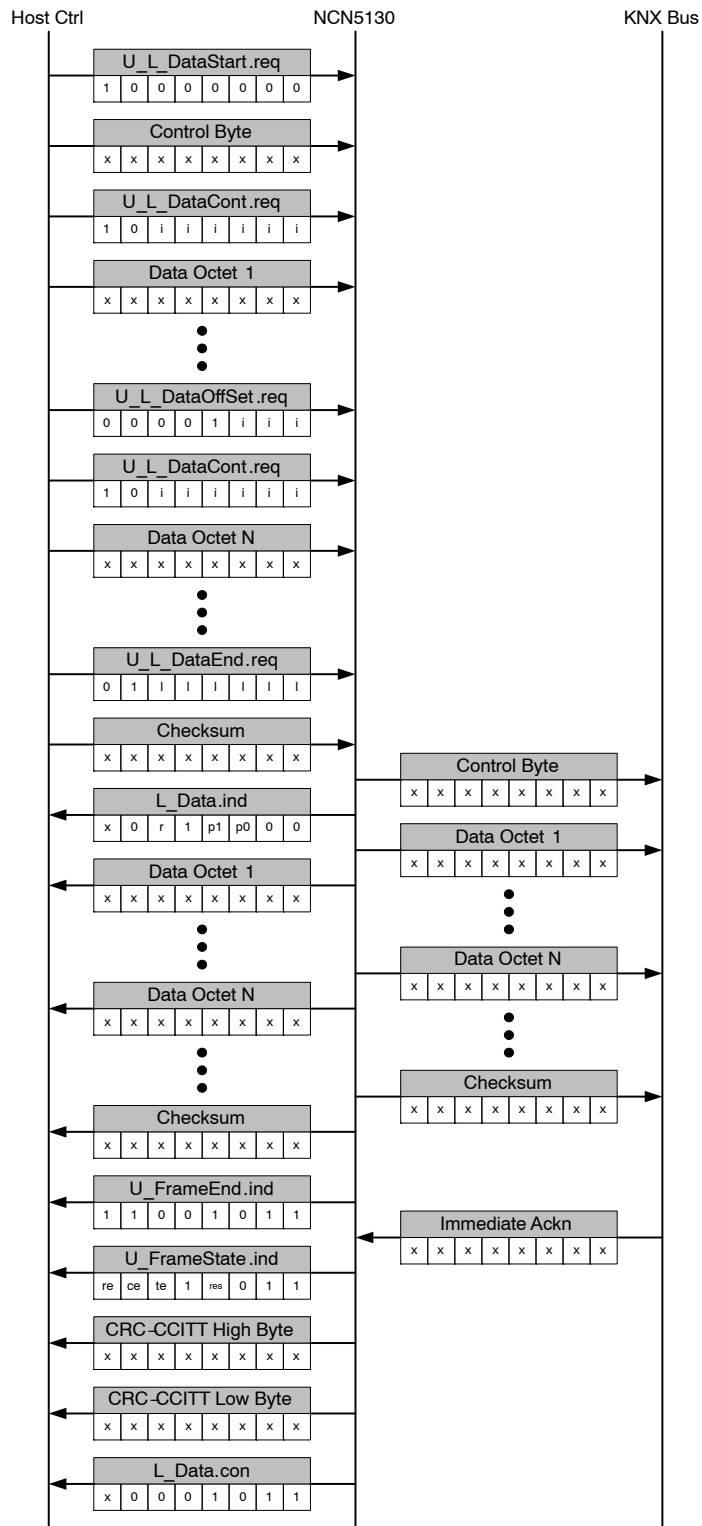 Host Ctrl NCN5130 KNX Bus
U_L_DataStart.req
1 0 0 0 0 0 0 0
Control Byte
x x x x x x x x
U_L_DataCont.req
1 0 i i i i i i
Data Octet 1
x x x x x x x x
U_L_DataOffSet.req
0 0 0 0 1 i i i
U_L_DataCont.req
1 0 i i i i i i
Data Octet N
x x x x x x x x
U_L_DataEnd.req
0 1 l l l l l l
Checksum
x x x x x x x x
Control Byte
x x x x x x x x
L_Data.ind
x 0 r 1 p1 p0 0 0
Data Octet 1
x x x x x x x x
Data Octet 1
x x x x x x x x
Data Octet N
x x x x x x x x
Data Octet N
x x x x x x x x
Checksum
x x x x x x x x
Checksum
x x x x x x x x
U_FrameEnd.ind
1 1 0 0 1 0 1 1
Immediate Ackn
x x x x x x x x
U_FrameState.ind
re ce te 1 res 0 1 1
CRC-CCITT High Byte
x x x x x x x x
CRC-CCITT Low Byte
x x x x x x x x
L_Data.con
x 0 0 0 1 0 1 1